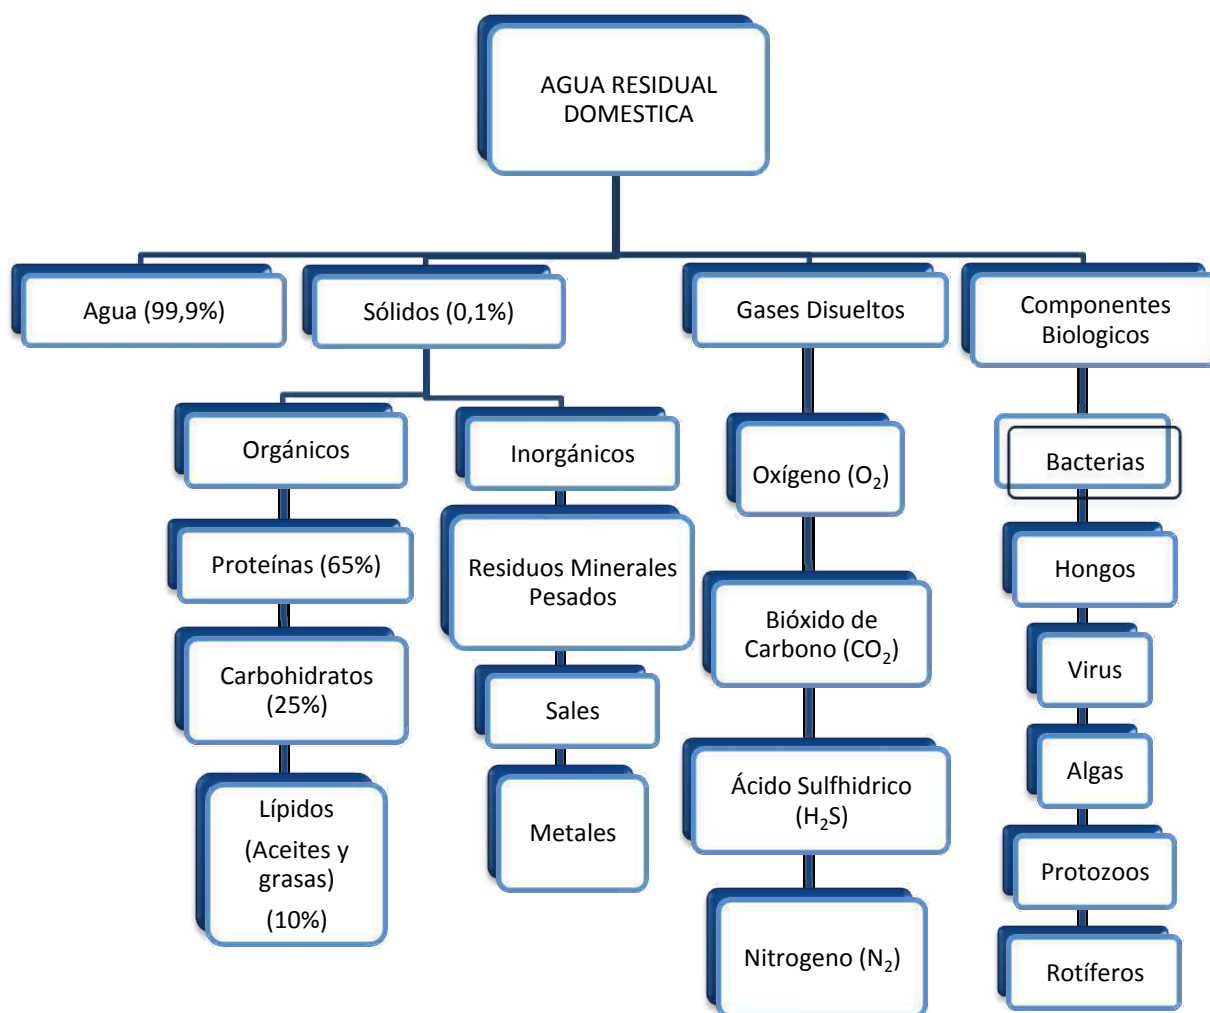 AGUA RESIDUAL
DOMESTICA
Agua (99,9%)
Sólidos (0,1%)
Gases Disueltos
Componentes
Biologicos
Orgánicos
Proteínas (65%)
Carbohidratos
(25%)
Lípidos
(Aceites y
grasas)
(10%)
Inorgánicos
Residuos Minerales
Pesados
Sales
Metales
Oxígeno (O₂)
Bióxido de
Carbono (CO₂)
Ácido Sulfhidrico
(H₂S)
Nitrogeno (N₂)
Bacterias
Hongos
Virus
Algas
Protozoos
Rotíferos